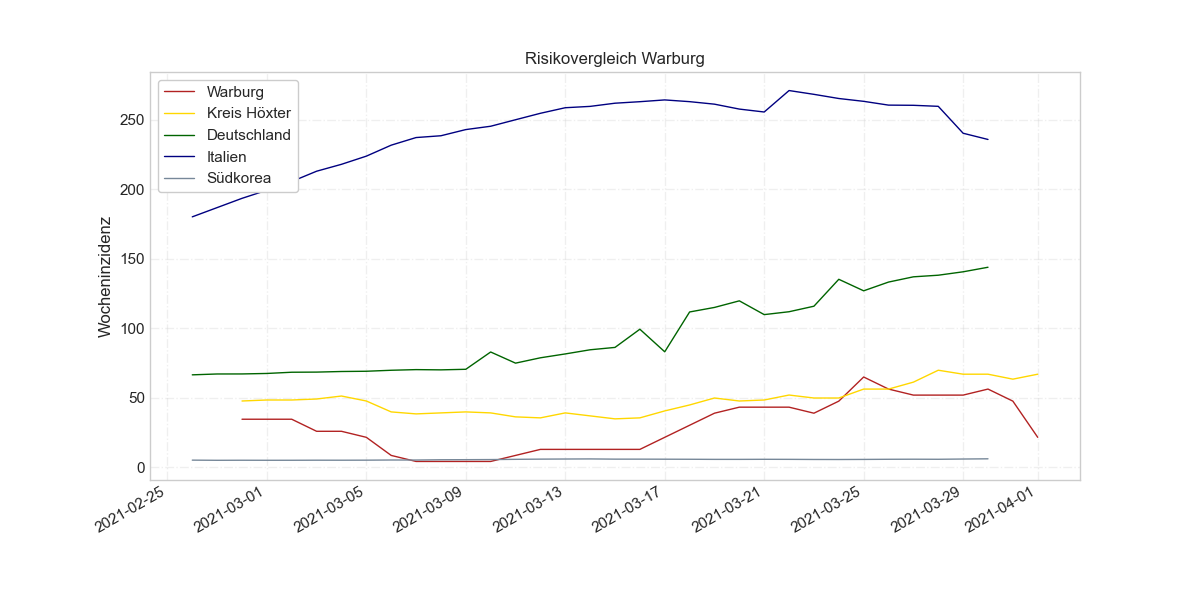 Risikovergleich Warburg
Warburg
Kreis Höxter
Deutschland
Italien
Südkorea
Wocheninzidenz
250
200
150
100
50
0
2021-02-25
2021-03-01
2021-03-05
2021-03-09
2021-03-13
2021-03-17
2021-03-21
2021-03-25
2021-03-29
2021-04-01